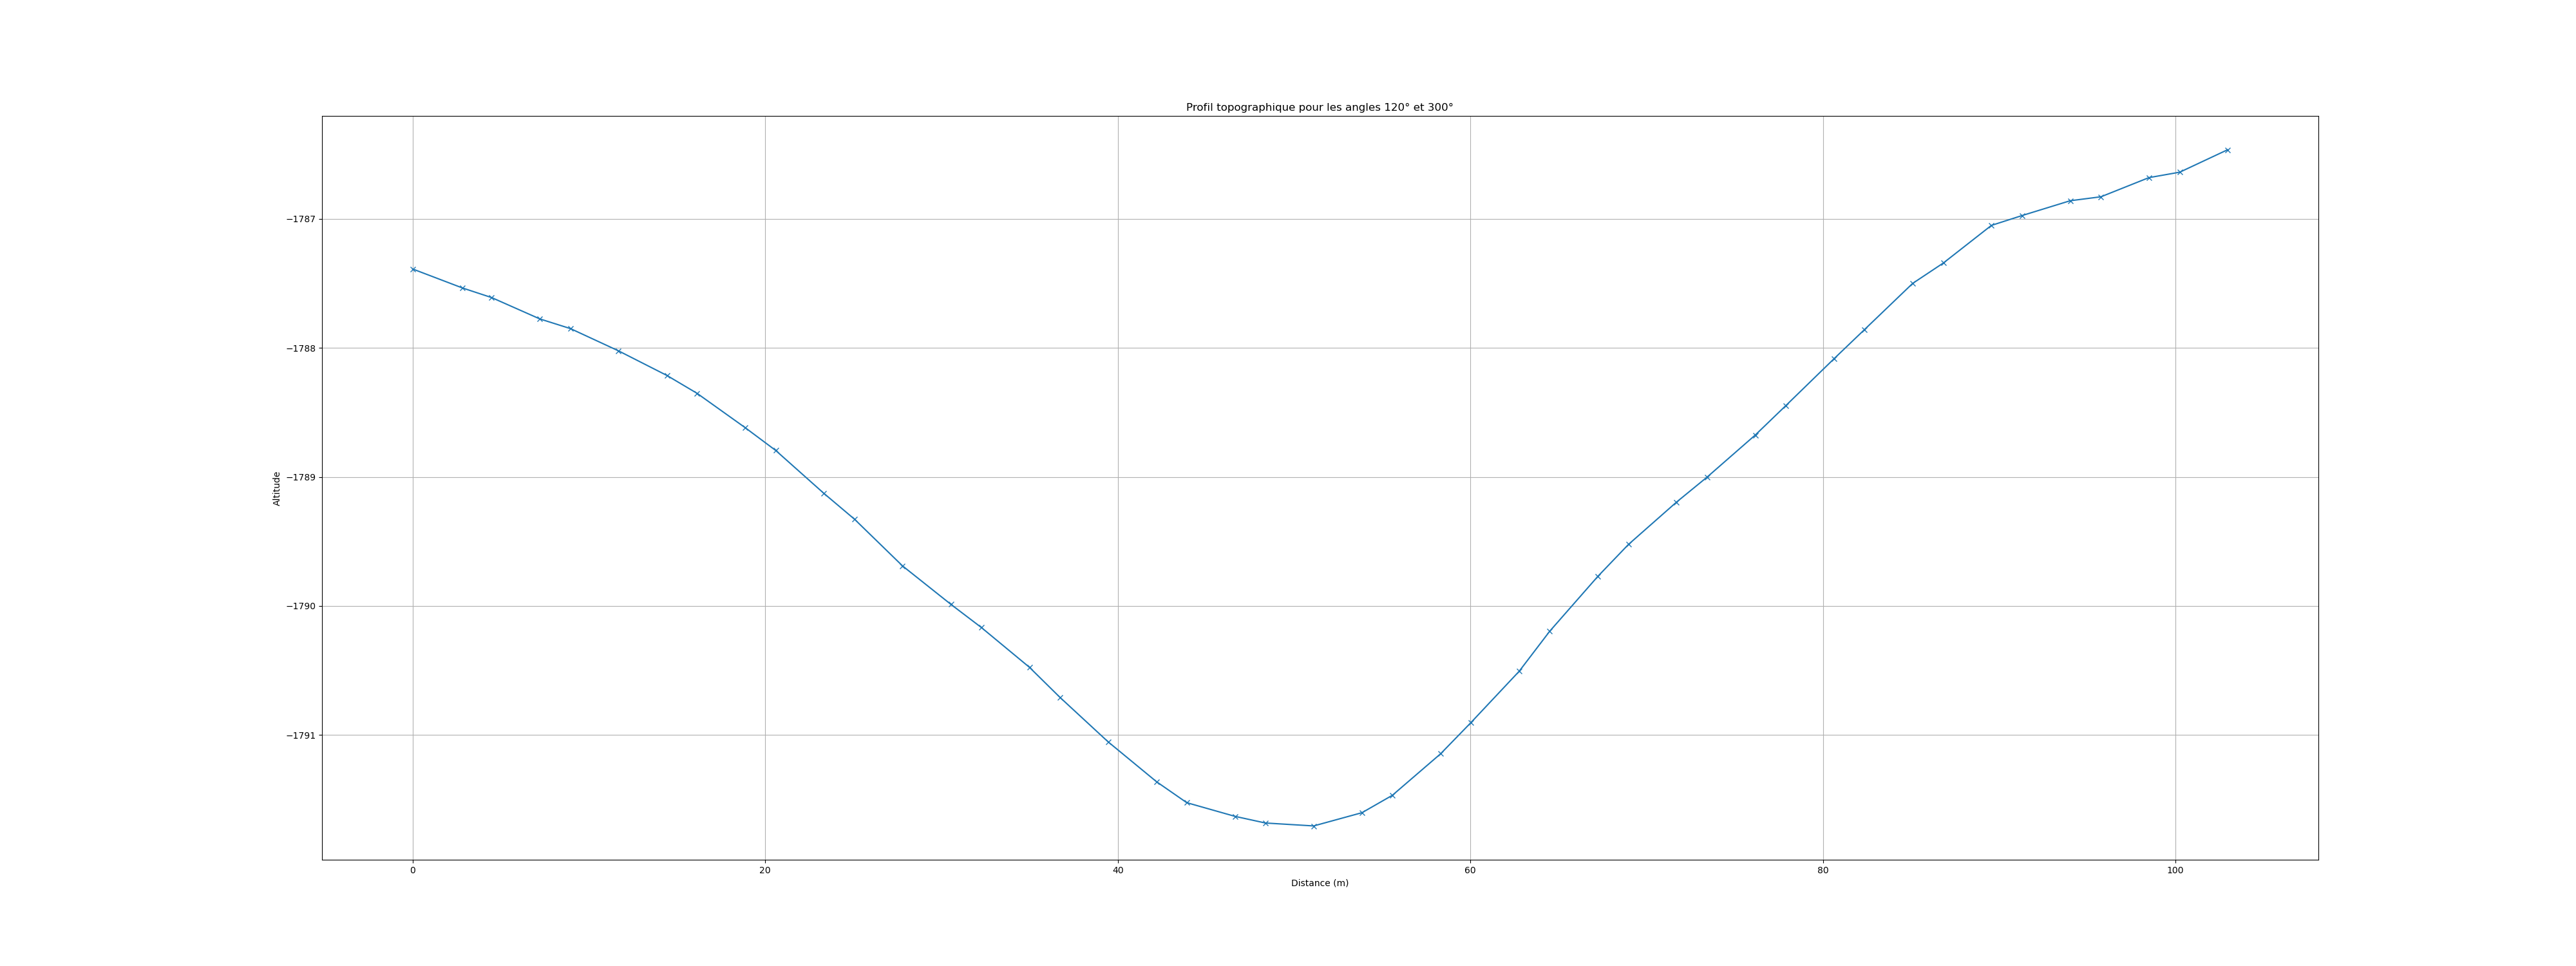 Profil topographique pour les angles 120° et 300°
Altitude
−1787
−1788
−1789
−1790
−1791
0 20 40 60 80 100
Distance (m)